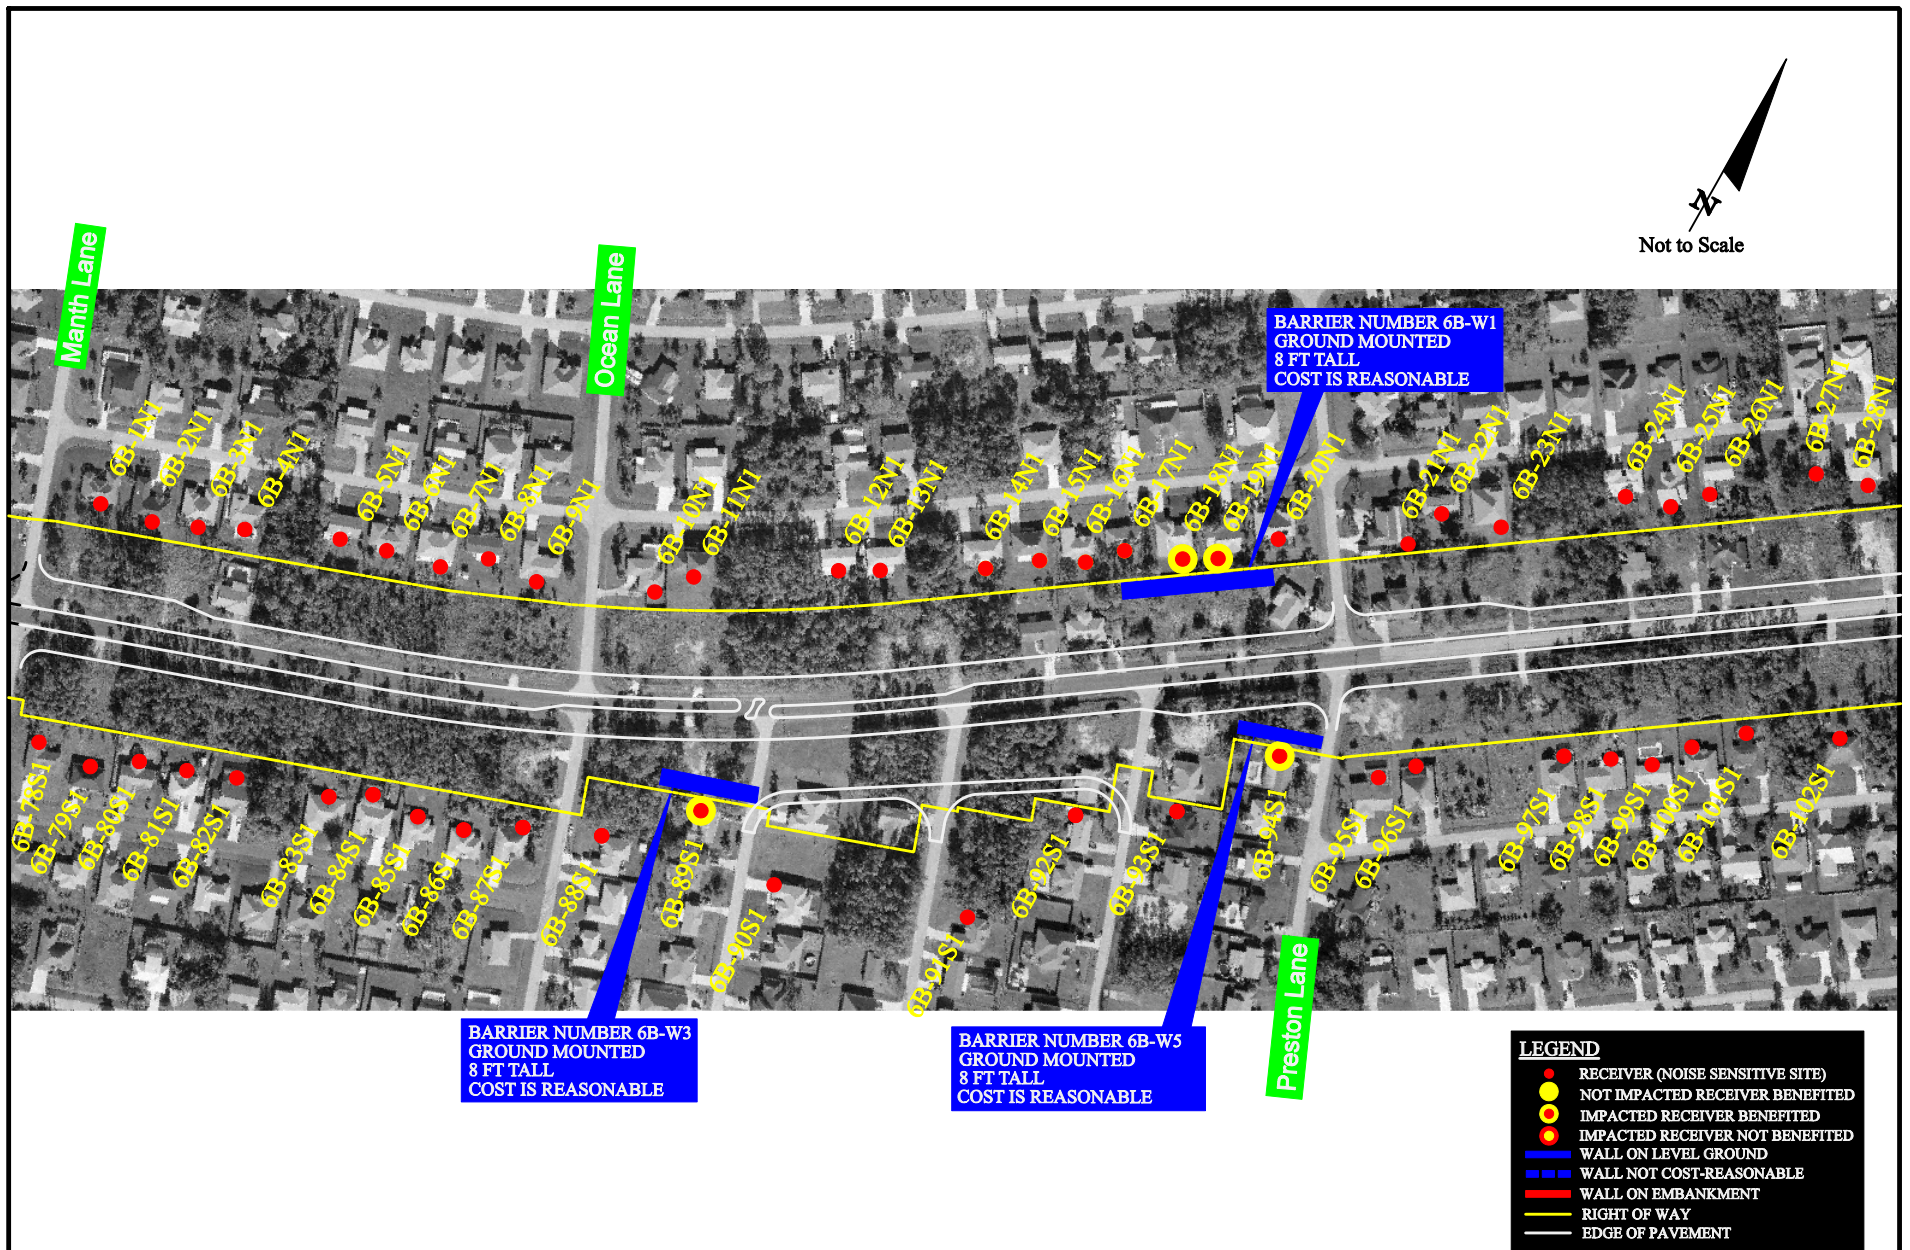 N
Not to Scale
Manth Lane
Ocean Lane
BARRIER NUMBER 6B-W1
GROUND MOUNTED
8 FT TALL
COST IS REASONABLE
6B-1N1
6B-2N1
6B-3N1
6B-4N1
6B-5N1
6B-6N1
6B-7N1
6B-8N1
6B-9N1
6B-10N1
6B-11N1
6B-12N1
6B-13N1
6B-14N1
6B-15N1
6B-16N1
6B-17N1
6B-18N1
6B-19N1
6B-20N1
6B-21N1
6B-22N1
6B-23N1
6B-24N1
6B-25N1
6B-26N1
6B-27N1
6B-28N1
6B-78S1
6B-79S1
6B-80S1
6B-81S1
6B-82S1
6B-83S1
6B-84S1
6B-85S1
6B-86S1
6B-87S1
6B-88S1
6B-89S1
6B-90S1
6B-91S1
6B-92S1
6B-93S1
6B-94S1
6B-95S1
6B-96S1
6B-97S1
6B-98S1
6B-99S1
6B-100S1
6B-101S1
6B-102S1
BARRIER NUMBER 6B-W3
GROUND MOUNTED
8 FT TALL
COST IS REASONABLE
BARRIER NUMBER 6B-W5
GROUND MOUNTED
8 FT TALL
COST IS REASONABLE
Preston Lane
LEGEND
RECEIVER (NOISE SENSITIVE SITE)
NOT IMPACTED RECEIVER BENEFITED
IMPACTED RECEIVER BENEFITED
IMPACTED RECEIVER NOT BENEFITED
WALL ON LEVEL GROUND
WALL NOT COST-REASONABLE
WALL ON EMBANKMENT
RIGHT OF WAY
EDGE OF PAVEMENT